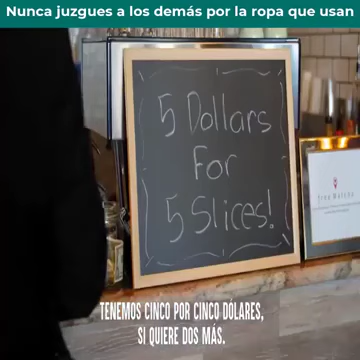 Nunca juzgues a los demás por la ropa que usan
5 Dollars
For
5 Slices!
TENEMOS CINCO POR CINCO DÓLARES,
SI QUIERE DOS MÁS.